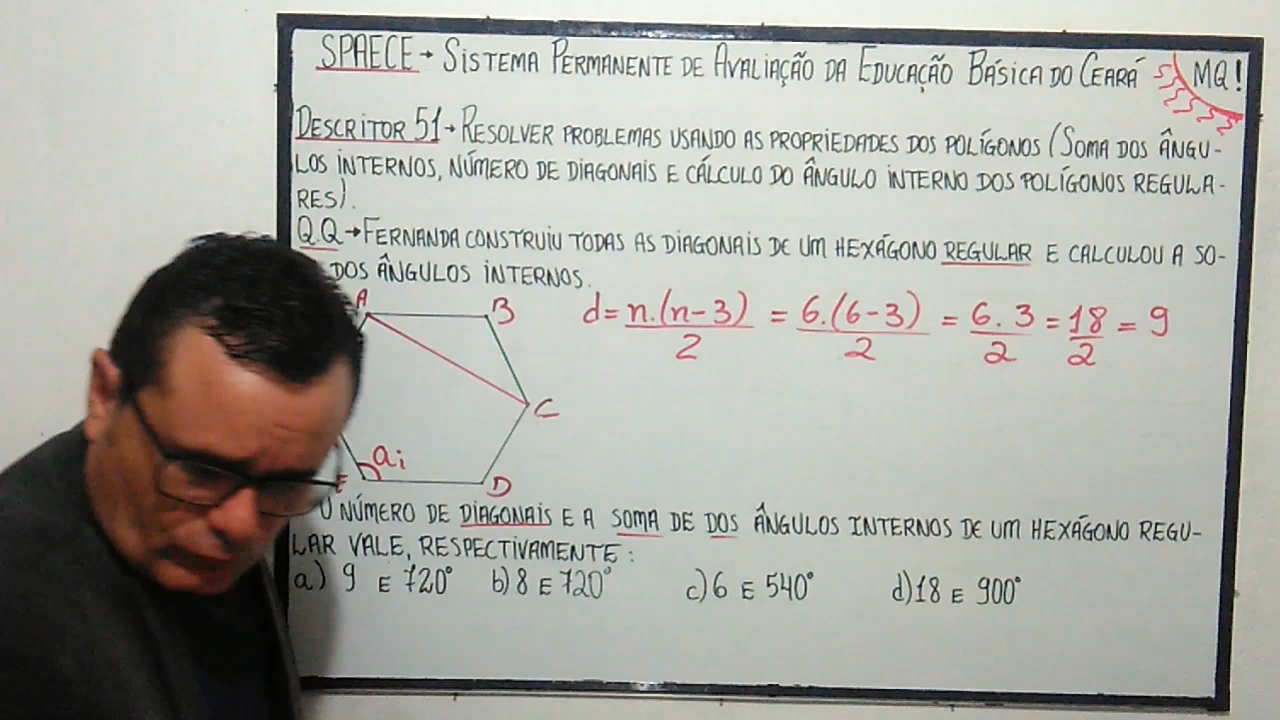 SPAECE → SISTEMA PERMANENTE DE AVALIAÇÃO DA EDUCAÇÃO BÁSICA DO CEARÁ MQ!
DESCRITOR 51 → RESOLVER PROBLEMAS USANDO AS PROPRIEDADES DOS POLÍGONOS (SOMA DOS ÂNGU-
LOS INTERNOS, NÚMERO DE DIAGONAIS E CÁLCULO DO ÂNGULO INTERNO DOS POLÍGONOS REGULA-
RES).
Q.Q → FERNANDA CONSTRUIU TODAS AS DIAGONAIS DE UM HEXÁGONO REGULAR E CALCULOU A SO-
DOS ÂNGULOS INTERNOS.
A B
d = n.(n-3)/2 = 6.(6-3)/2 = 6.3/2 = 18/2 = 9
C
ai
E D
O NÚMERO DE DIAGONAIS E A SOMA DE DOS ÂNGULOS INTERNOS DE UM HEXÁGONO REGU-
LAR VALE, RESPECTIVAMENTE:
a) 9 E 720° b) 8 E 720° c) 6 E 540° d) 18 E 900°